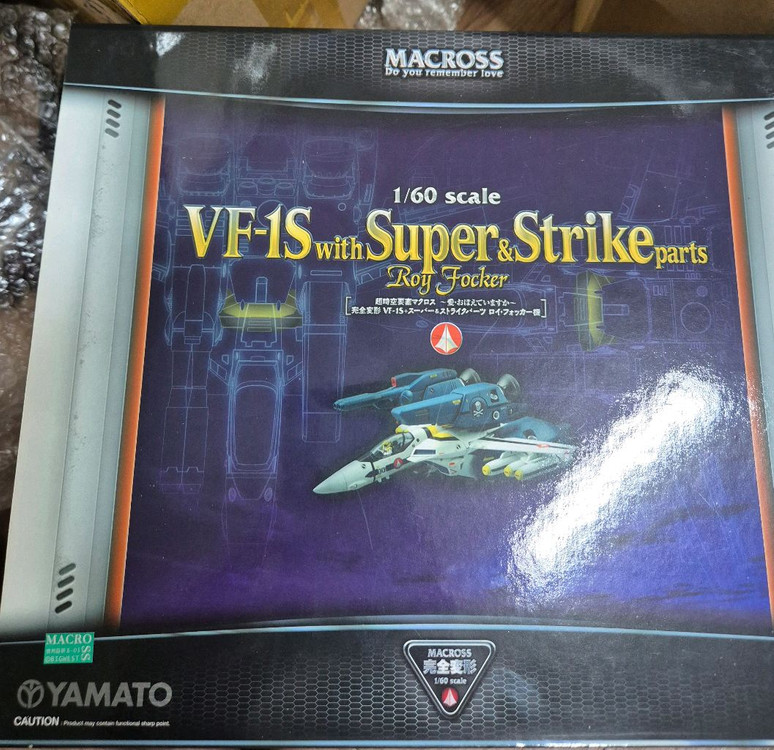 MACROSS
Do you remember love
1/60 scale
VF-1S with Super & Strike parts
Roy Focker
超時空要塞マクロス ～愛・おぼえていますか～
完全変形 VF-1S+スーパー&ストライクパーツ ロイ・フォッカー機
MACROSS
完全変形
1/60 scale
MACROSS
©BIGWEST
YAMATO
CAUTION : Product may contain functional sharp point.